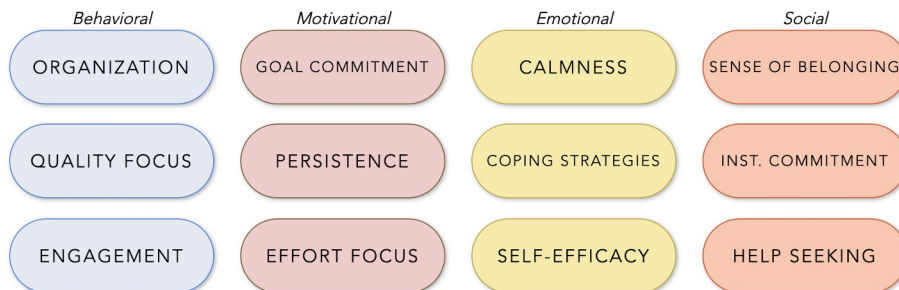 Behavioral Motivational Emotional Social
ORGANIZATION GOAL COMMITMENT CALMNESS SENSE OF BELONGING
QUALITY FOCUS PERSISTENCE COPING STRATEGIES INST. COMMITMENT
ENGAGEMENT EFFORT FOCUS SELF-EFFICACY HELP SEEKING